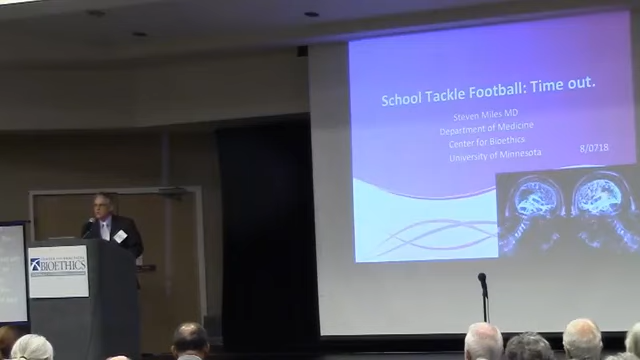 School Tackle Football: Time out.
Steven Miles MD
Department of Medicine
Center for Bioethics
University of Minnesota
8/0718
BIOETHICS